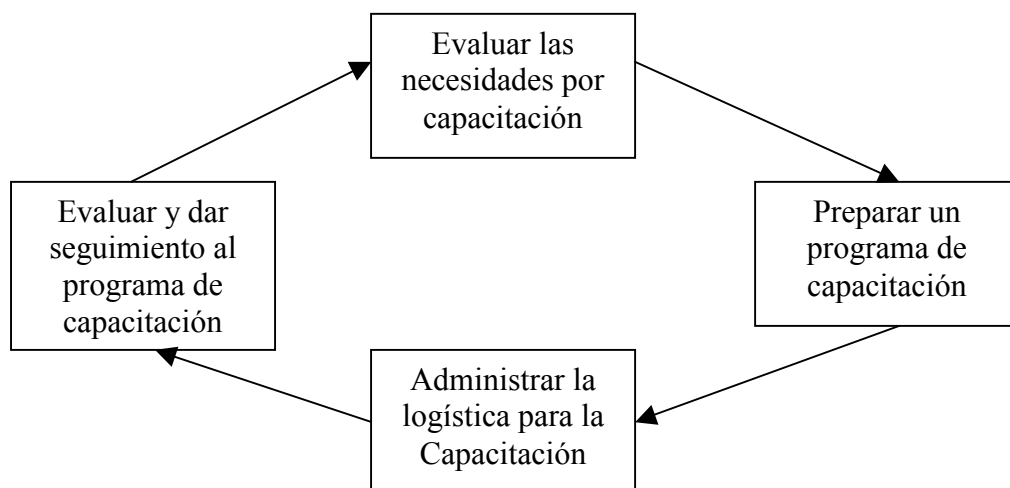 Evaluar las
necesidades por
capacitación
Evaluar y dar
seguimiento al
programa de
capacitación
Preparar un
programa de
capacitación
Administrar la
logística para la
Capacitación